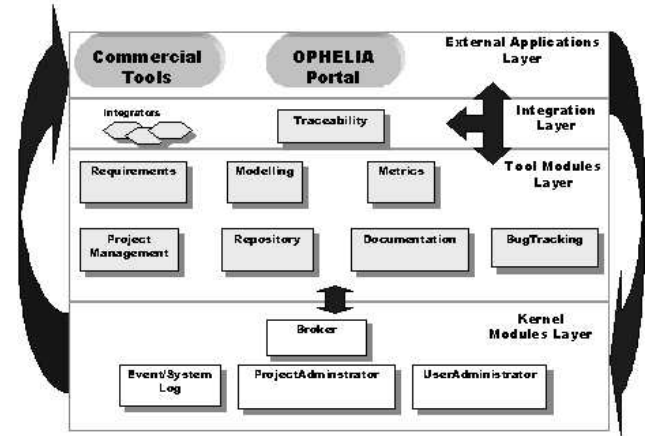 Commercial
Tools
OPHELIA
Portal
External Applications
Layer
Integrators
Traceability
Integration
Layer
Requirements
Modelling
Metrics
Tool Modules
Layer
Project
Management
Repository
Documentation
BugTracking
Kernel
Modules Layer
Broker
Event/System
Log
ProjectAdminstrator
UserAdministrator